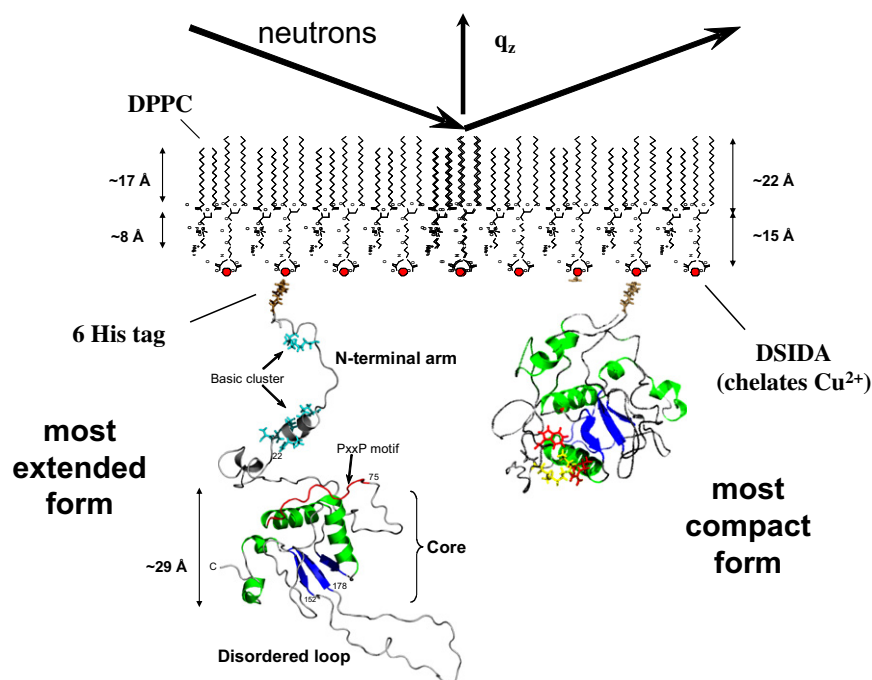 neutrons
q_z
DPPC
~17 Å
~22 Å
~8 Å
~15 Å
6 His tag
N-terminal arm
DSIDA
(chelates Cu²⁺)
Basic cluster
most
extended
form
22
PxxP motif
75
most
compact
form
~29 Å
Core
C
178
152
Disordered loop